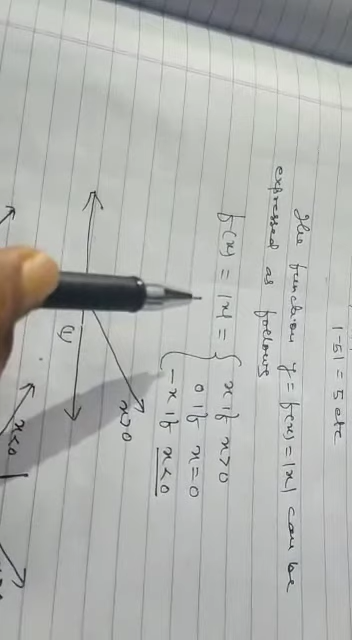 |-5| = 5 etc
The function y = f(x) = |x| can be
expressed as follows
f(x) = |x| = { x if x>0
0 if x=0
-x if x<0
x>0
(i)
x<0